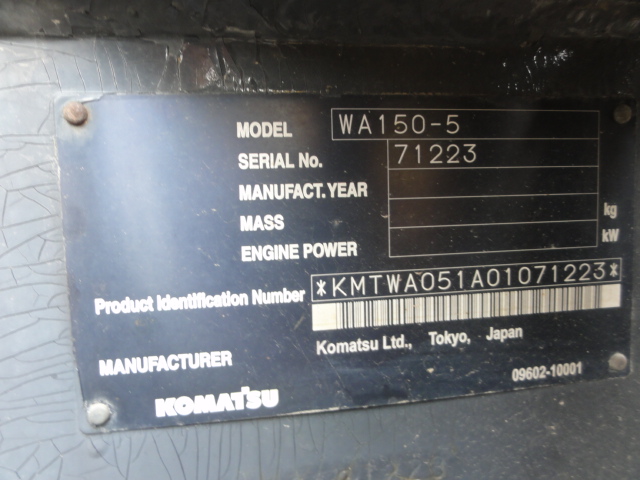 MODEL WA150-5
SERIAL No. 71223
MANUFACT. YEAR
MASS kg
ENGINE POWER kW
Product Identification Number *KMTWA051A01071223*
MANUFACTURER Komatsu Ltd., Tokyo, Japan
KOMATSU 09602-10001